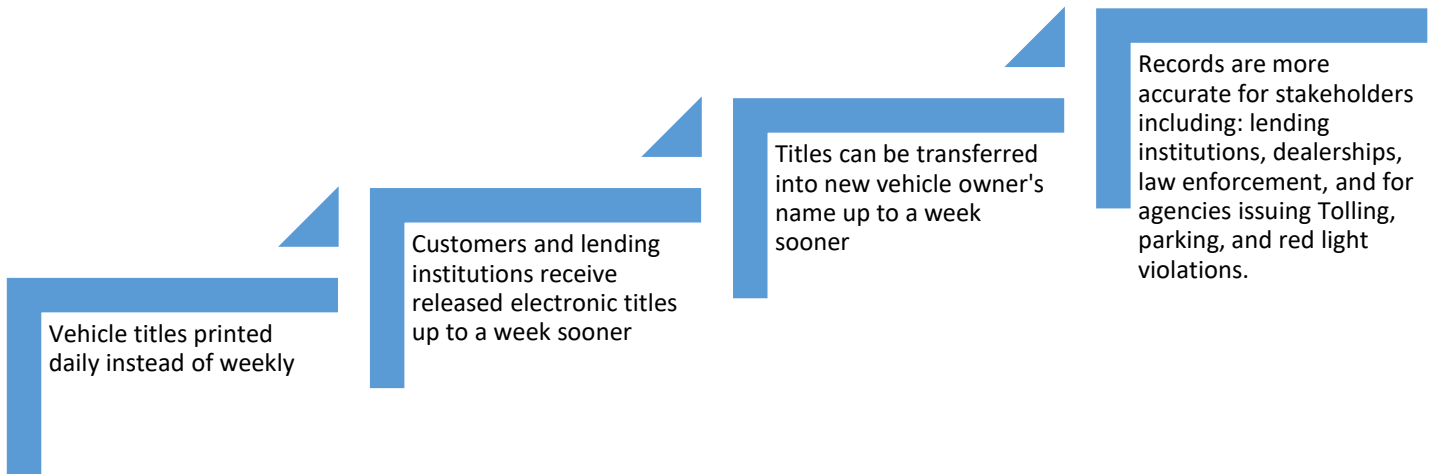 Vehicle titles printed
daily instead of weekly
Customers and lending
institutions receive
released electronic titles
up to a week sooner
Titles can be transferred
into new vehicle owner's
name up to a week
sooner
Records are more
accurate for stakeholders
including: lending
institutions, dealerships,
law enforcement, and for
agencies issuing Tolling,
parking, and red light
violations.